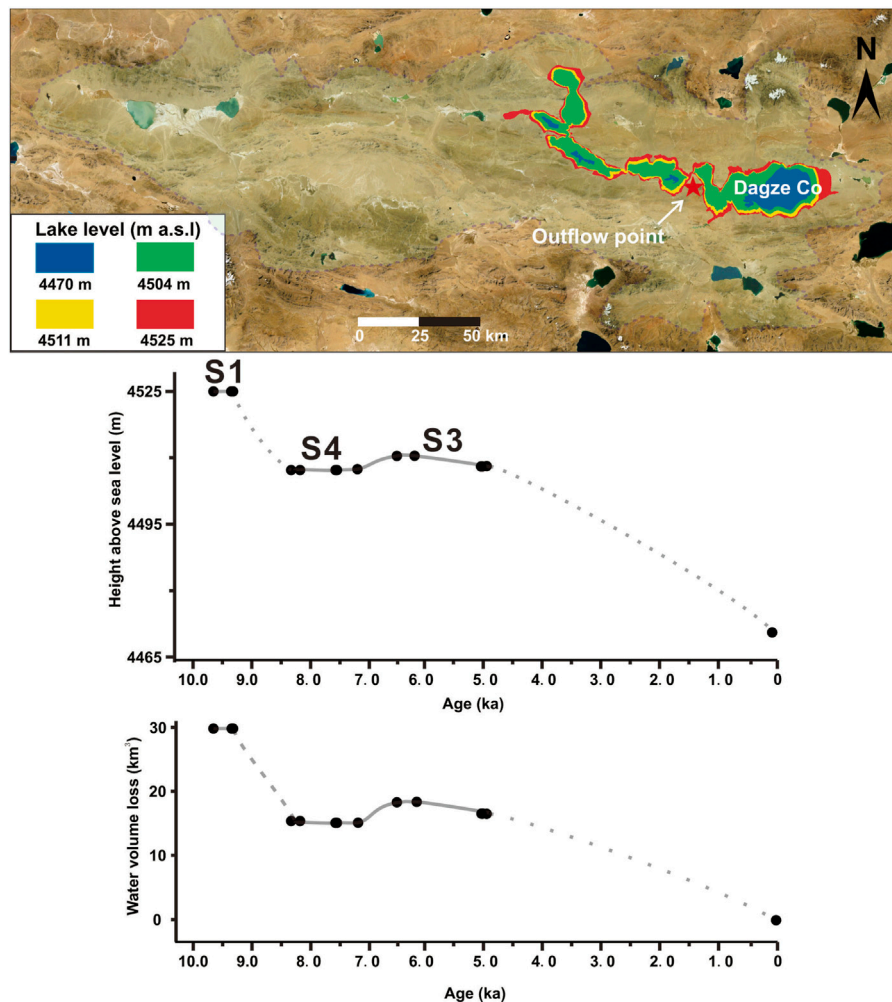 N
Dagze Co
Outflow point
Lake level (m a.s.l)
4470 m
4504 m
4511 m
4525 m
0 25 50 km
S1
S4
S3
Height above sea level (m)
4525
4495
4465
10.0 9.0 8.0 7.0 6.0 5.0 4.0 3.0 2.0 1.0 0
Age (ka)
Water volume loss (km³)
30
20
10
0
10.0 9.0 8.0 7.0 6.0 5.0 4.0 3.0 2.0 1.0 0
Age (ka)